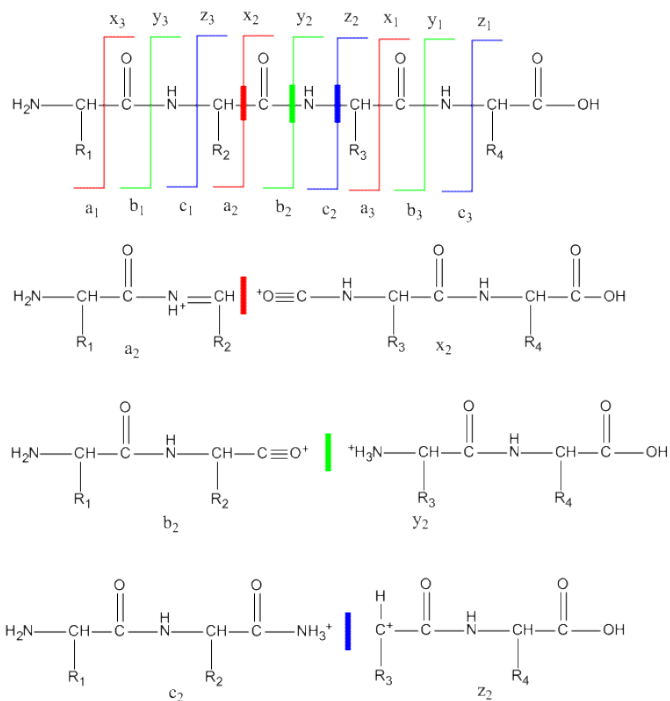 x₃ y₃ z₃ x₂ y₂ z₂ x₁ y₁ z₁
O H O H O H O
H₂N CH C N CH C N CH C N CH C OH
R₁ R₂ R₃ R₄
a₁ b₁ c₁ a₂ b₂ c₂ a₃ b₃ c₃
O O O
H₂N CH C N CH ⁺O C NH CH C NH CH C OH
H⁺
R₁ R₂ R₃ R₄
a₂ x₂
O H O H O
H₂N CH C N CH C O⁺ ⁺H₃N CH C N CH C OH
R₁ R₂ R₃ R₄
b₂ y₂
O H O H O H O
H₂N CH C N CH C NH3⁺ C⁺ C N CH C OH
R₁ R₂ R₃ R₄
c₂ z₂